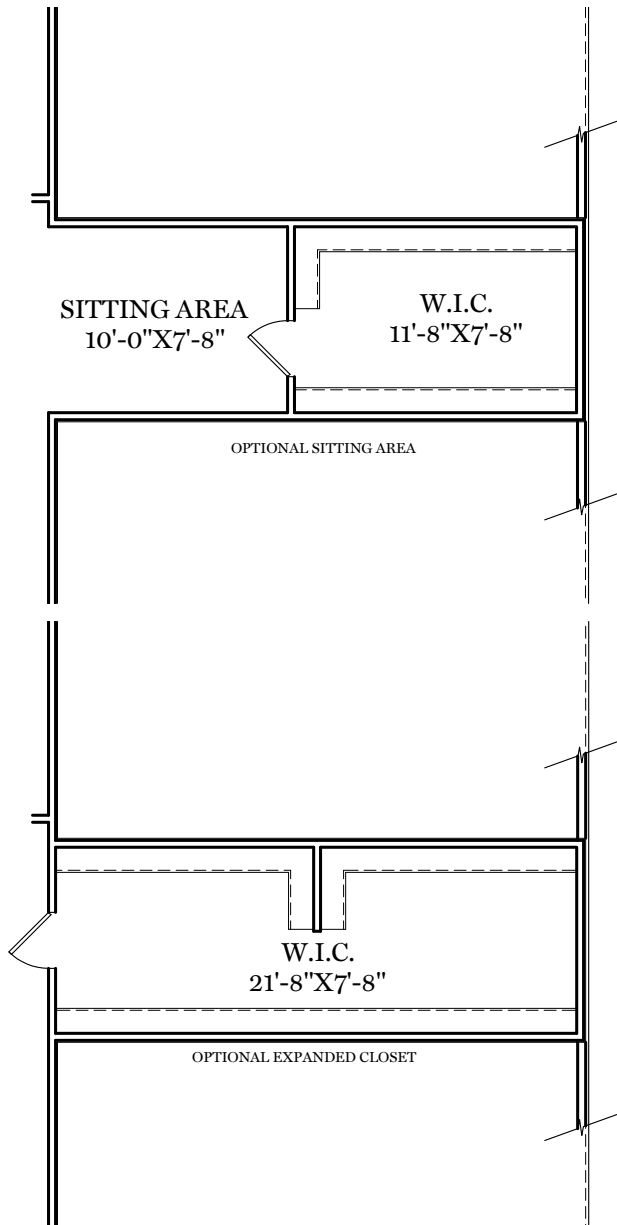 SITTING AREA
10'-0"X7'-8"
W.I.C.
11'-8"X7'-8"
OPTIONAL SITTING AREA
W.I.C.
21'-8"X7'-8"
OPTIONAL EXPANDED CLOSET